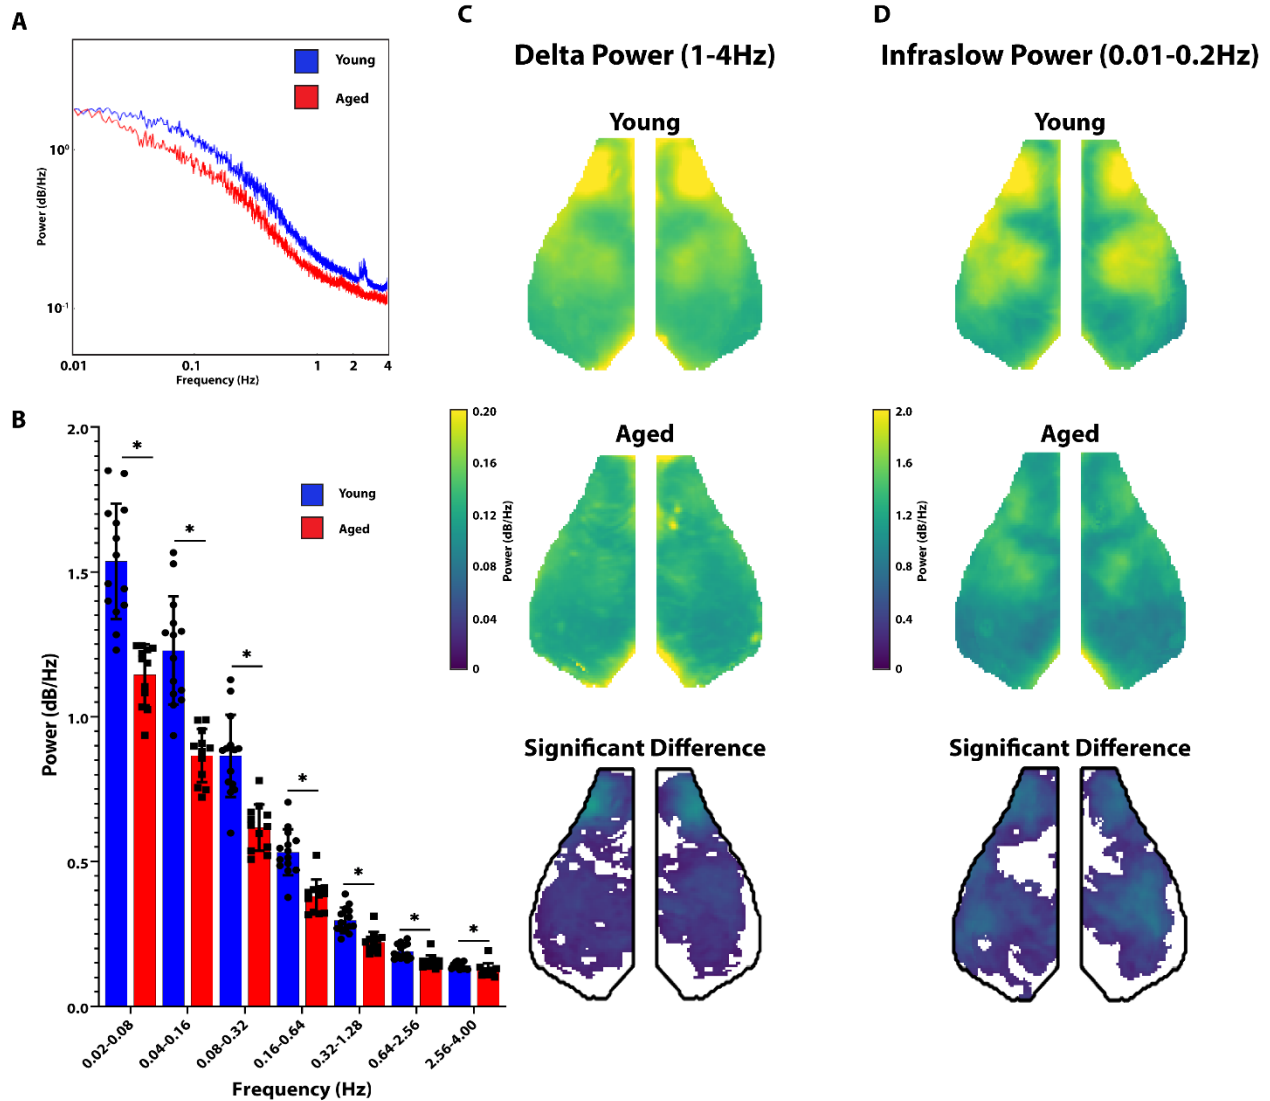 A
Young
Aged
10⁰
10⁻¹
Power (dB/Hz)
0.01
0.1
1
2
4
Frequency (Hz)
B
2.0
1.5
1.0
0.5
0.0
Power (dB/Hz)
Young
Aged
*
*
*
*
*
*
*
0.02-0.08
0.04-0.16
0.08-0.32
0.16-0.64
0.32-1.28
0.64-2.56
2.56-4.00
Frequency (Hz)
C
Delta Power (1-4Hz)
Young
Aged
0.20
0.16
0.12
0.08
0.04
0
Power (dB/Hz)
Significant Difference
D
Infraslow Power (0.01-0.2Hz)
Young
Aged
2.0
1.6
1.2
0.8
0.4
0
Power (dB/Hz)
Significant Difference